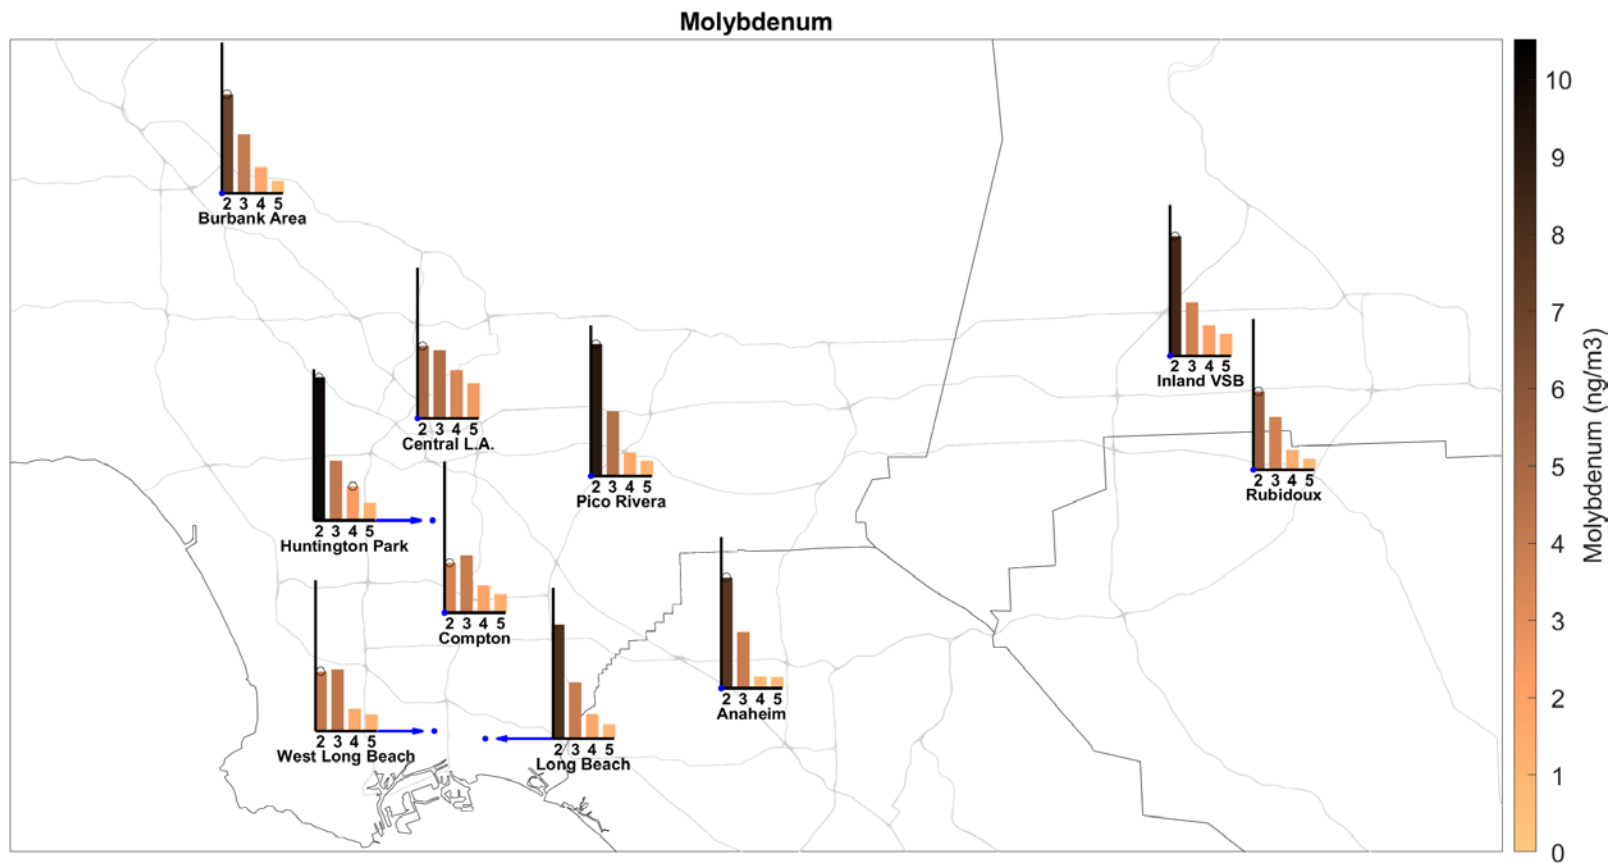 Molybdenum
2 3 4 5
Burbank Area
2 3 4 5
Central L.A.
2 3 4 5
Pico Rivera
2 3 4 5
Inland VSB
2 3 4 5
Rubidoux
2 3 4 5
Huntington Park
2 3 4 5
Compton
2 3 4 5
Anaheim
2 3 4 5
West Long Beach
2 3 4 5
Long Beach
10
9
8
7
6
5
4
3
2
1
0
Molybdenum (ng/m3)